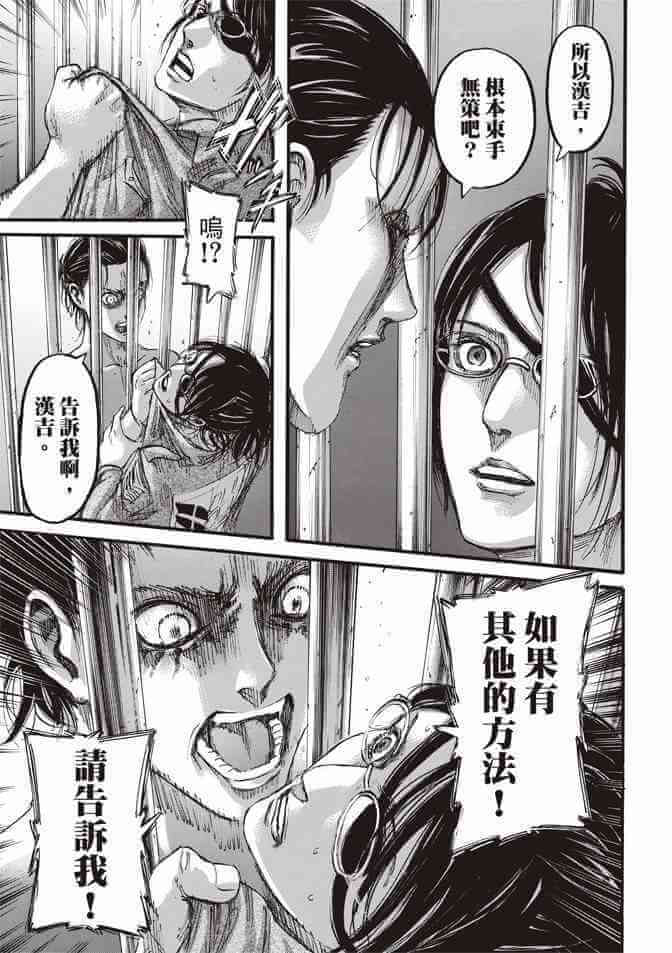 所以漢吉，
根本束手
無策吧？
嗚!?
告訴我啊，
漢吉。
如果有
其他的方法！
請告訴我！